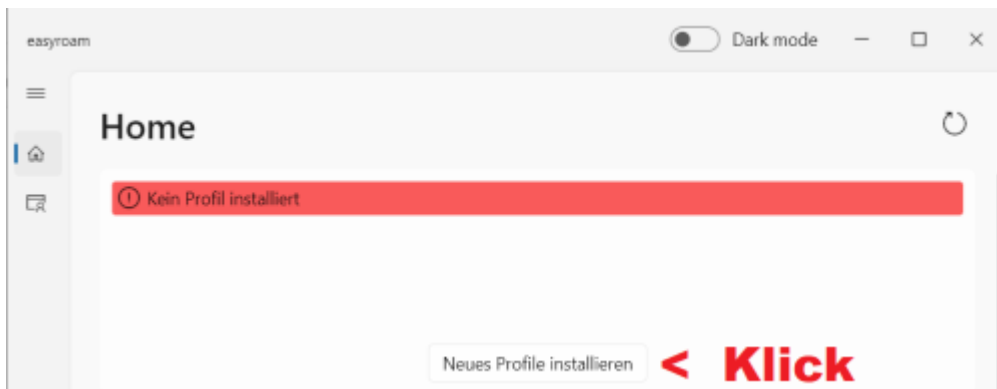 easyroam
Dark mode
Home
Kein Profil installiert
Neues Profile installieren
< Klick